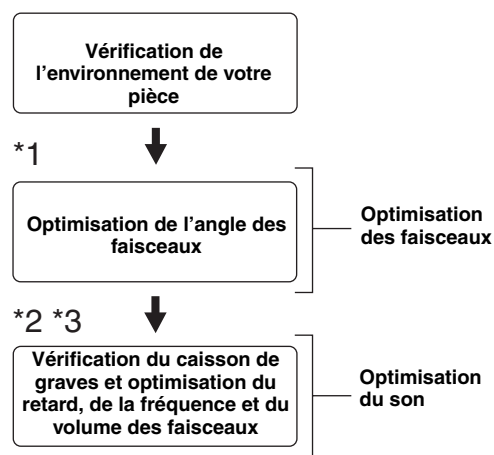 Vérification de
l'environnement de votre
pièce
*1
Optimisation de l'angle des
faisceaux
Optimisation
des faisceaux
*2 *3
Vérification du caisson de
graves et optimisation du
retard, de la fréquence et du
volume des faisceaux
Optimisation
du son